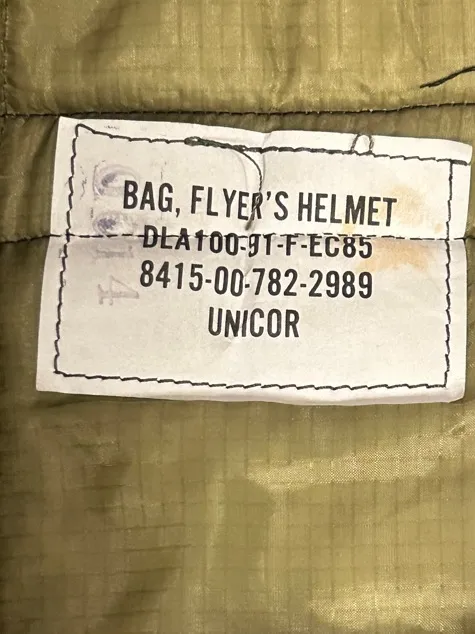 BAG, FLYER'S HELMET
DLA100-91-F-EC85
8415-00-782-2989
UNICOR